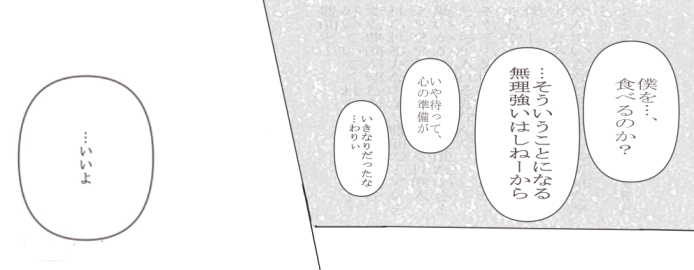 僕を…、
食べるのか？
…そういうことになる
無理強いはしねーから
いや待って、
心の準備が
いきなりだったな
…わりぃ
…いいよ